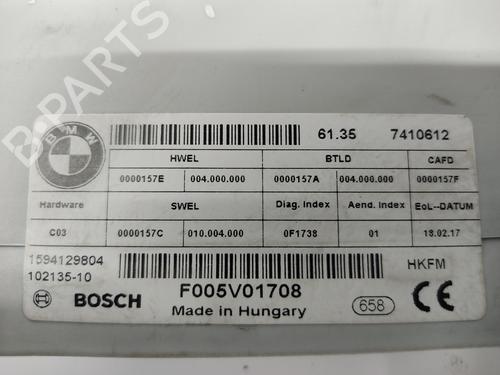 B-PARTS
BMW
61.35 7410612
HWEL BTLD CAFD
0000157E 004.000.000 0000157A 004.000.000 0000157F
Hardware SWEL Diag. Index Aend. Index EoL--DATUM
C03 0000157C 010.004.000 0F1738 01 18.02.17
1594129804
102135-10
HKFM
BOSCH F005V01708 658 CE
Made in Hungary